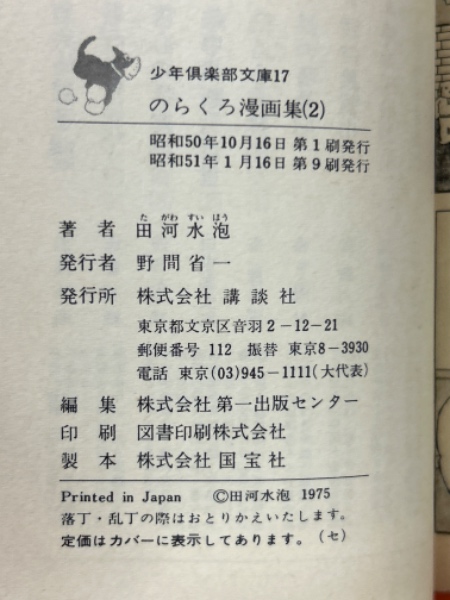 少年倶楽部文庫17
のらくろ漫画集(2)
昭和50年10月16日 第1刷発行
昭和51年1月16日 第9刷発行
た がわ すい ほう
著者 田河水泡
発行者 野間省一
発行所 株式会社 講談社
東京都文京区音羽2-12-21
郵便番号 112 振替 東京8-3930
電話 東京(03)945-1111(大代表)
編集 株式会社 第一出版センター
印刷 図書印刷株式会社
製本 株式会社 国宝社
Printed in Japan ©田河水泡 1975
落丁・乱丁の際はおとりかえいたします。
定価はカバーに表示してあります。(セ)